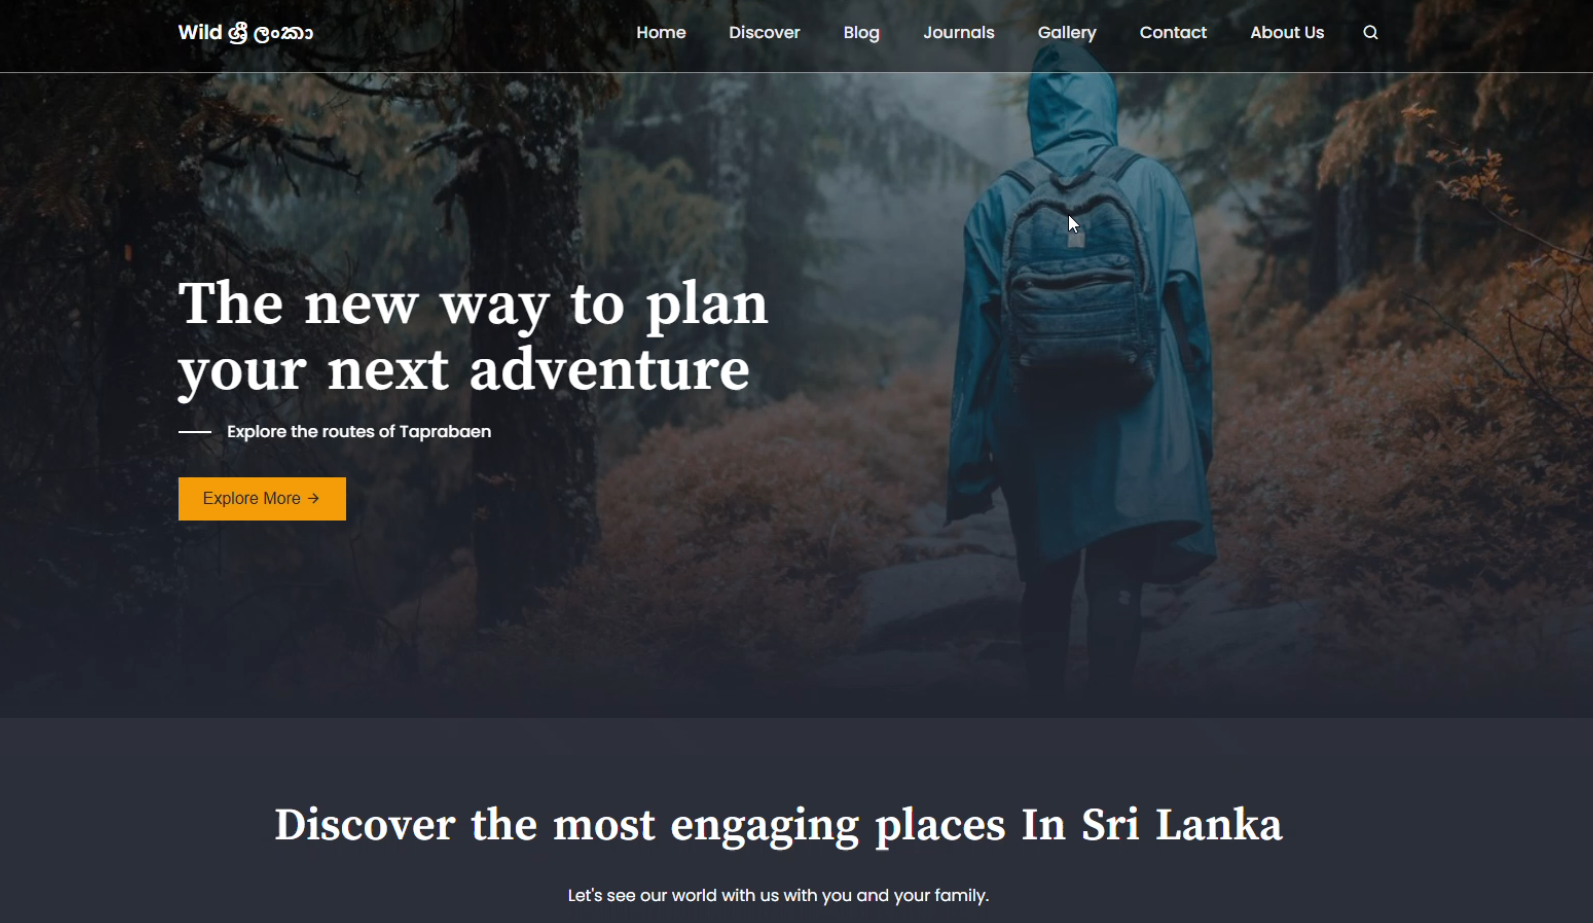 Wild ශ්‍රී ලංකා
Home Discover Blog Journals Gallery Contact About Us
The new way to plan
your next adventure
Explore the routes of Taprabaen
Explore More →
Discover the most engaging places In Sri Lanka
Let's see our world with us with you and your family.